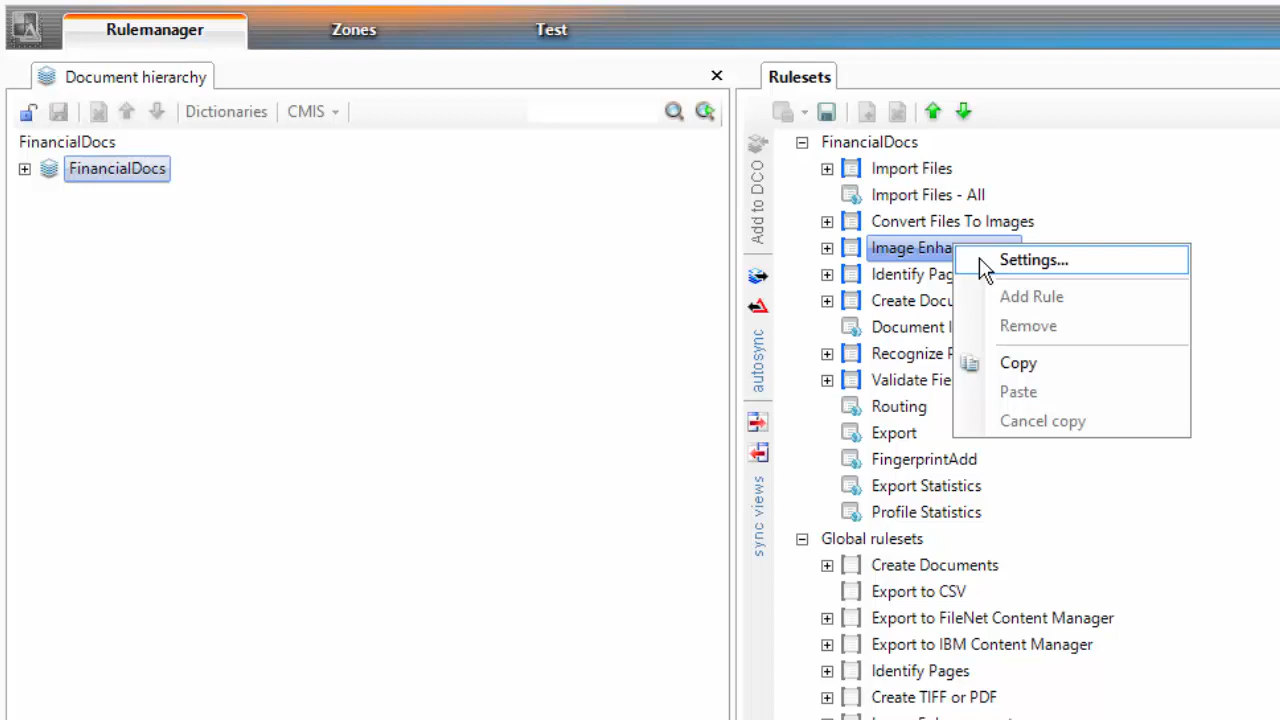 Rulemanager
Zones
Test
Document hierarchy
Dictionaries
CMIS
FinancialDocs
FinancialDocs
Rulesets
Add to DCO
autosync
sync views
FinancialDocs
Import Files
Import Files - All
Convert Files To Images
Image Enha
Identify Pag
Create Docu
Document I
Recognize
Validate Fie
Routing
Export
FingerprintAdd
Export Statistics
Profile Statistics
Settings...
Add Rule
Remove
Copy
Paste
Cancel copy
Global rulesets
Create Documents
Export to CSV
Export to FileNet Content Manager
Export to IBM Content Manager
Identify Pages
Create TIFF or PDF